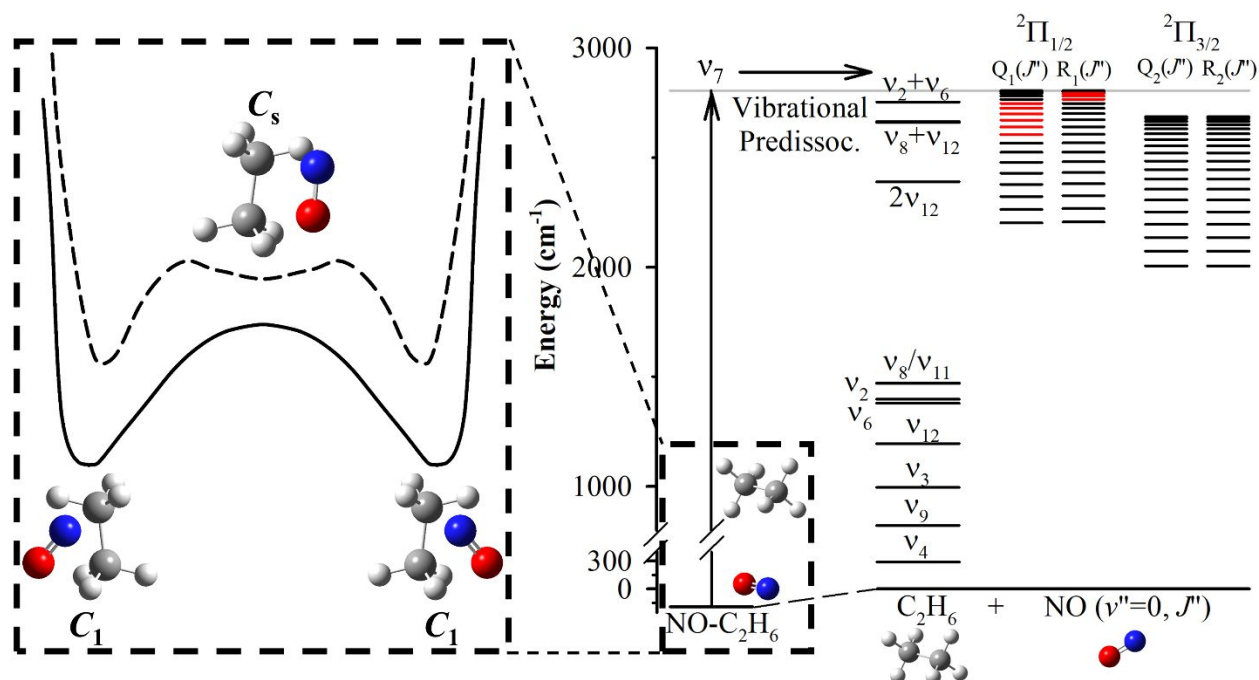 C_s
C_1
C_1
Energy (cm⁻¹)
3000
2000
1000
300
0
ν_7
Vibrational
Predissoc.
NO-C_2H_6
ν_2+ν_6
ν_8+ν_12
2ν_12
ν_8/ν_11
ν_2
ν_6
ν_12
ν_3
ν_9
ν_4
²Π_1/2 ²Π_3/2
Q_1(J") R_1(J") Q_2(J") R_2(J")
C_2H_6 + NO (v"=0, J")